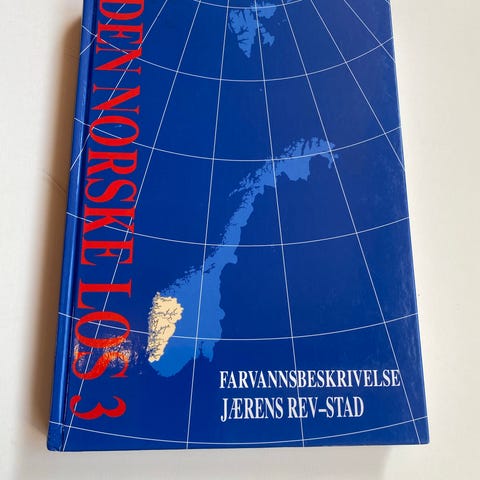 DEN NORSKE LOS 3
FARVANNSBESKRIVELSE
JÆRENS REV–STAD